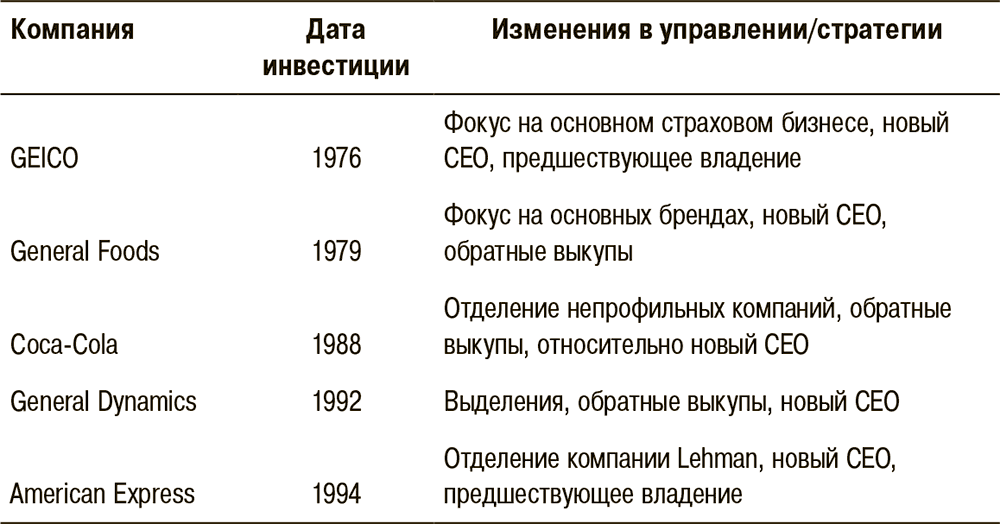 Компания Дата Изменения в управлении/стратегии
инвестиции
Фокус на основном страховом бизнесе, новый
GEICO 1976 CEO, предшествующее владение
Фокус на основных брендах, новый CEO,
General Foods 1979 обратные выкупы
Отделение непрофильных компаний, обратные
Coca-Cola 1988 выкупы, относительно новый CEO
General Dynamics 1992 Выделения, обратные выкупы, новый CEO
Отделение компании Lehman, новый CEO,
American Express 1994 предшествующее владение